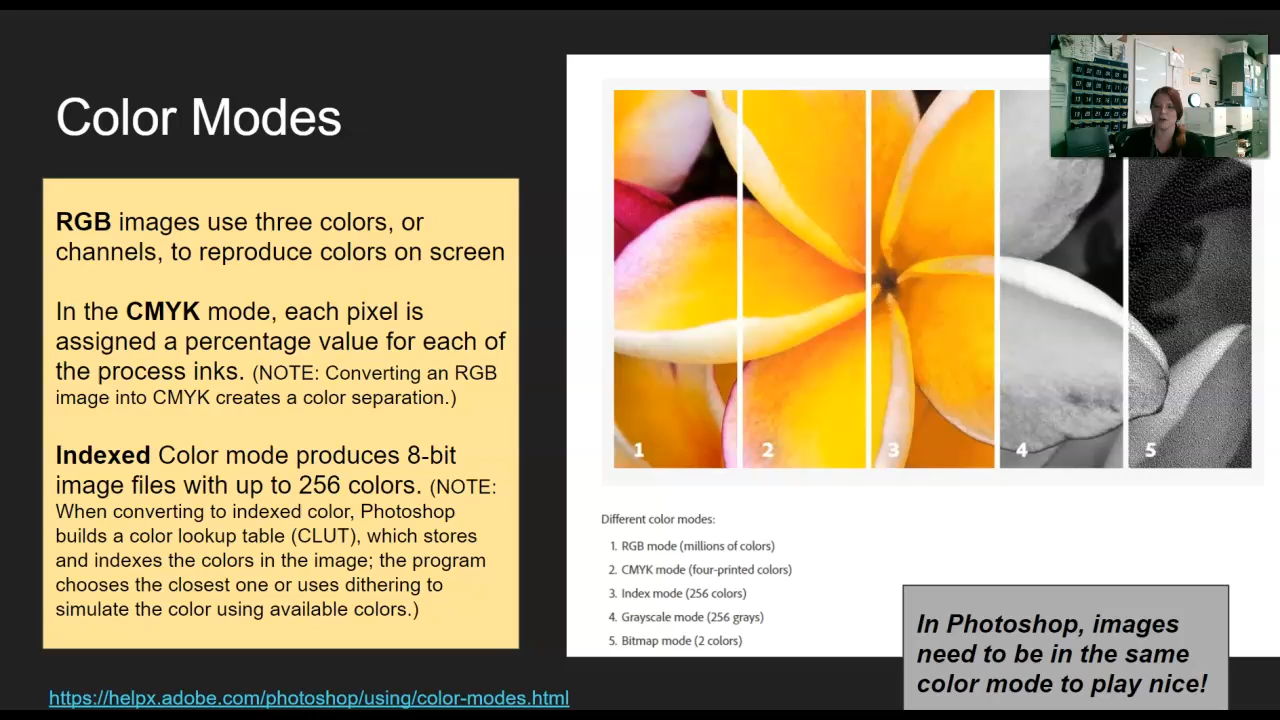 Color Modes
RGB images use three colors, or
channels, to reproduce colors on screen
In the CMYK mode, each pixel is
assigned a percentage value for each of
the process inks. (NOTE: Converting an RGB
image into CMYK creates a color separation.)
Indexed Color mode produces 8-bit
image files with up to 256 colors. (NOTE:
When converting to indexed color, Photoshop
builds a color lookup table (CLUT), which stores
and indexes the colors in the image; the program
chooses the closest one or uses dithering to
simulate the color using available colors.)
https://helpx.adobe.com/photoshop/using/color-modes.html
1 2 3 4 5
Different color modes:
1. RGB mode (millions of colors)
2. CMYK mode (four-printed colors)
3. Index mode (256 colors)
4. Grayscale mode (256 grays)
5. Bitmap mode (2 colors)
In Photoshop, images
need to be in the same
color mode to play nice!